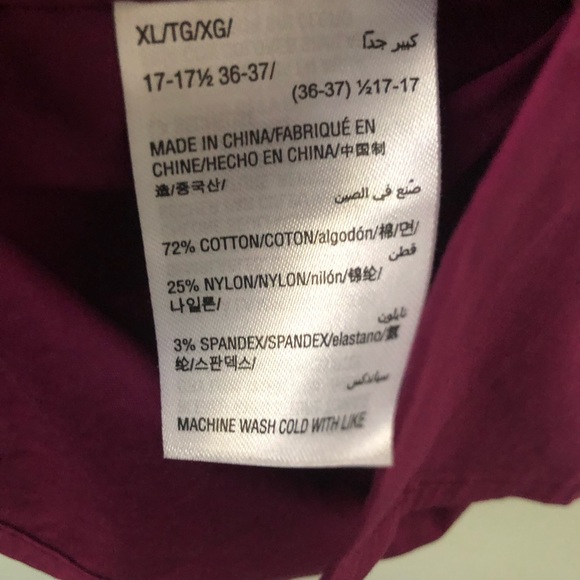 XL/TG/XG/
كبير جدًا
17-17½ 36-37/
(36-37) ½17-17
MADE IN CHINA/FABRIQUÉ EN
CHINE/HECHO EN CHINA/中国制
造/중국산/
صُنع في الصين
72% COTTON/COTON/algodón/棉/면/
قطن
25% NYLON/NYLON/nilón/锦纶/
나일론/
نايلون
3% SPANDEX/SPANDEX/elastano/氨
纶/스판덱스/
سباندكس
MACHINE WASH COLD WITH LIKE